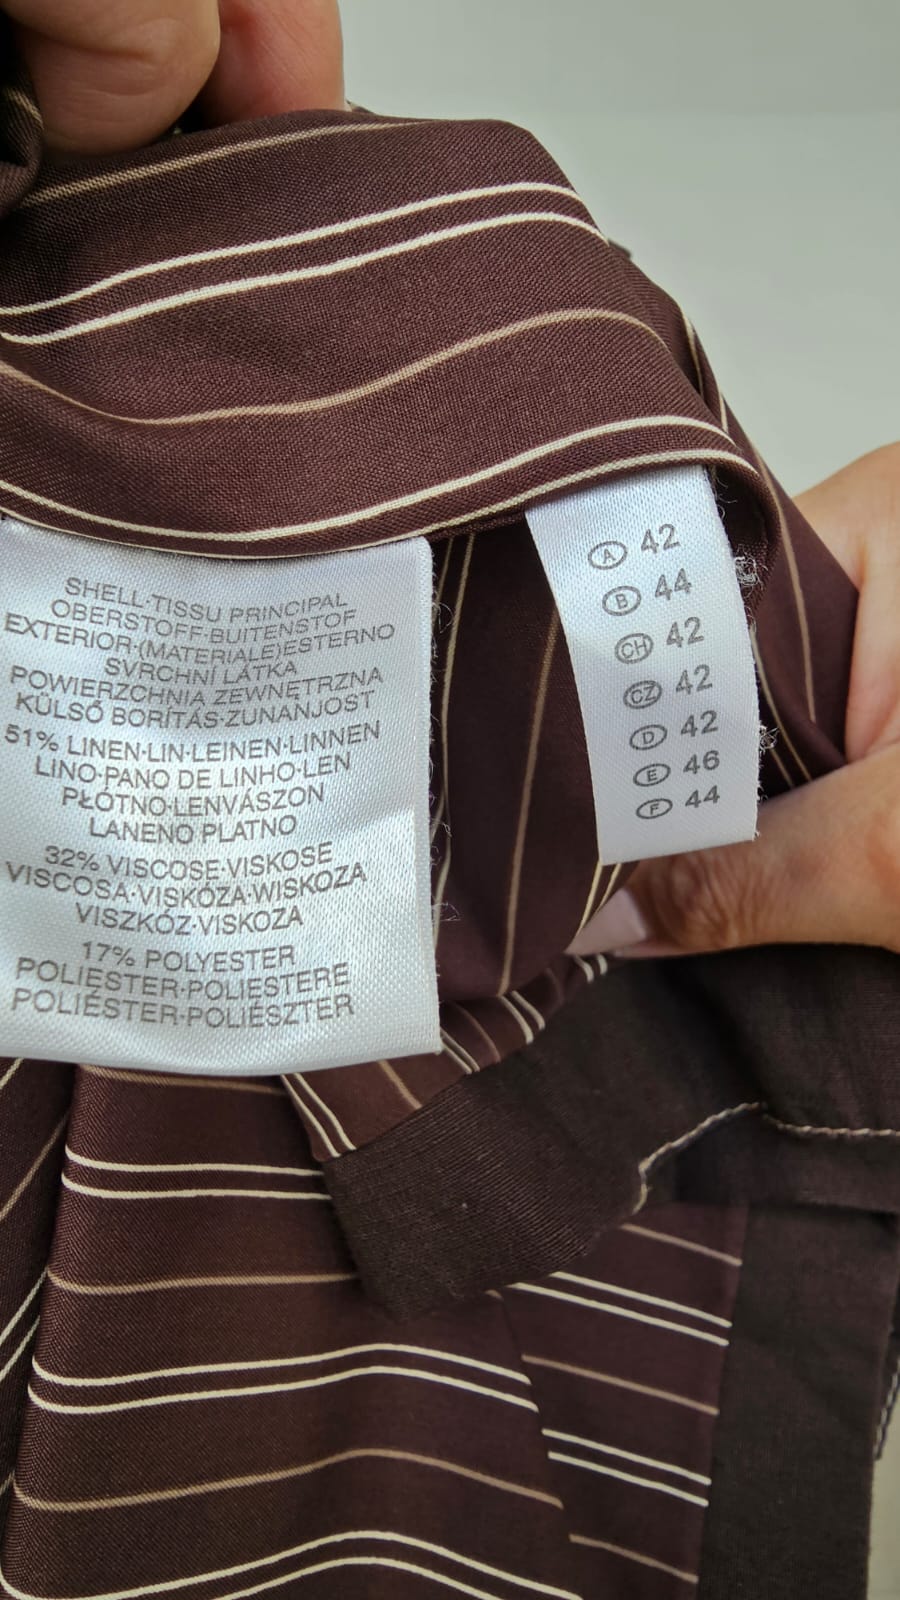 SHELL·TISSU PRINCIPAL
OBERSTOFF·BUITENSTOF
EXTERIOR·(MATERIALE)ESTERNO
SVRCHNÍ LÁTKA
POWIERZCHNIA ZEWNĘTRZNA
KÜLSŐ BORÍTÁS·ZUNANJOST
51% LINEN·LIN·LEINEN·LINNEN
LINO·PANO DE LINHO·LEN
PŁÓTNO·LENVÁSZON
LANENO PLATNO
32% VISCOSE·VISKOSE
VISCOSA·VISKÓZA·WISKOZA
VISZKÓZ·VISKOZA
17% POLYESTER
POLIESTER·POLIESTERE
POLIÉSTER·POLIÉSZTER
A 42
B 44
CH 42
CZ 42
D 42
E 46
F 44